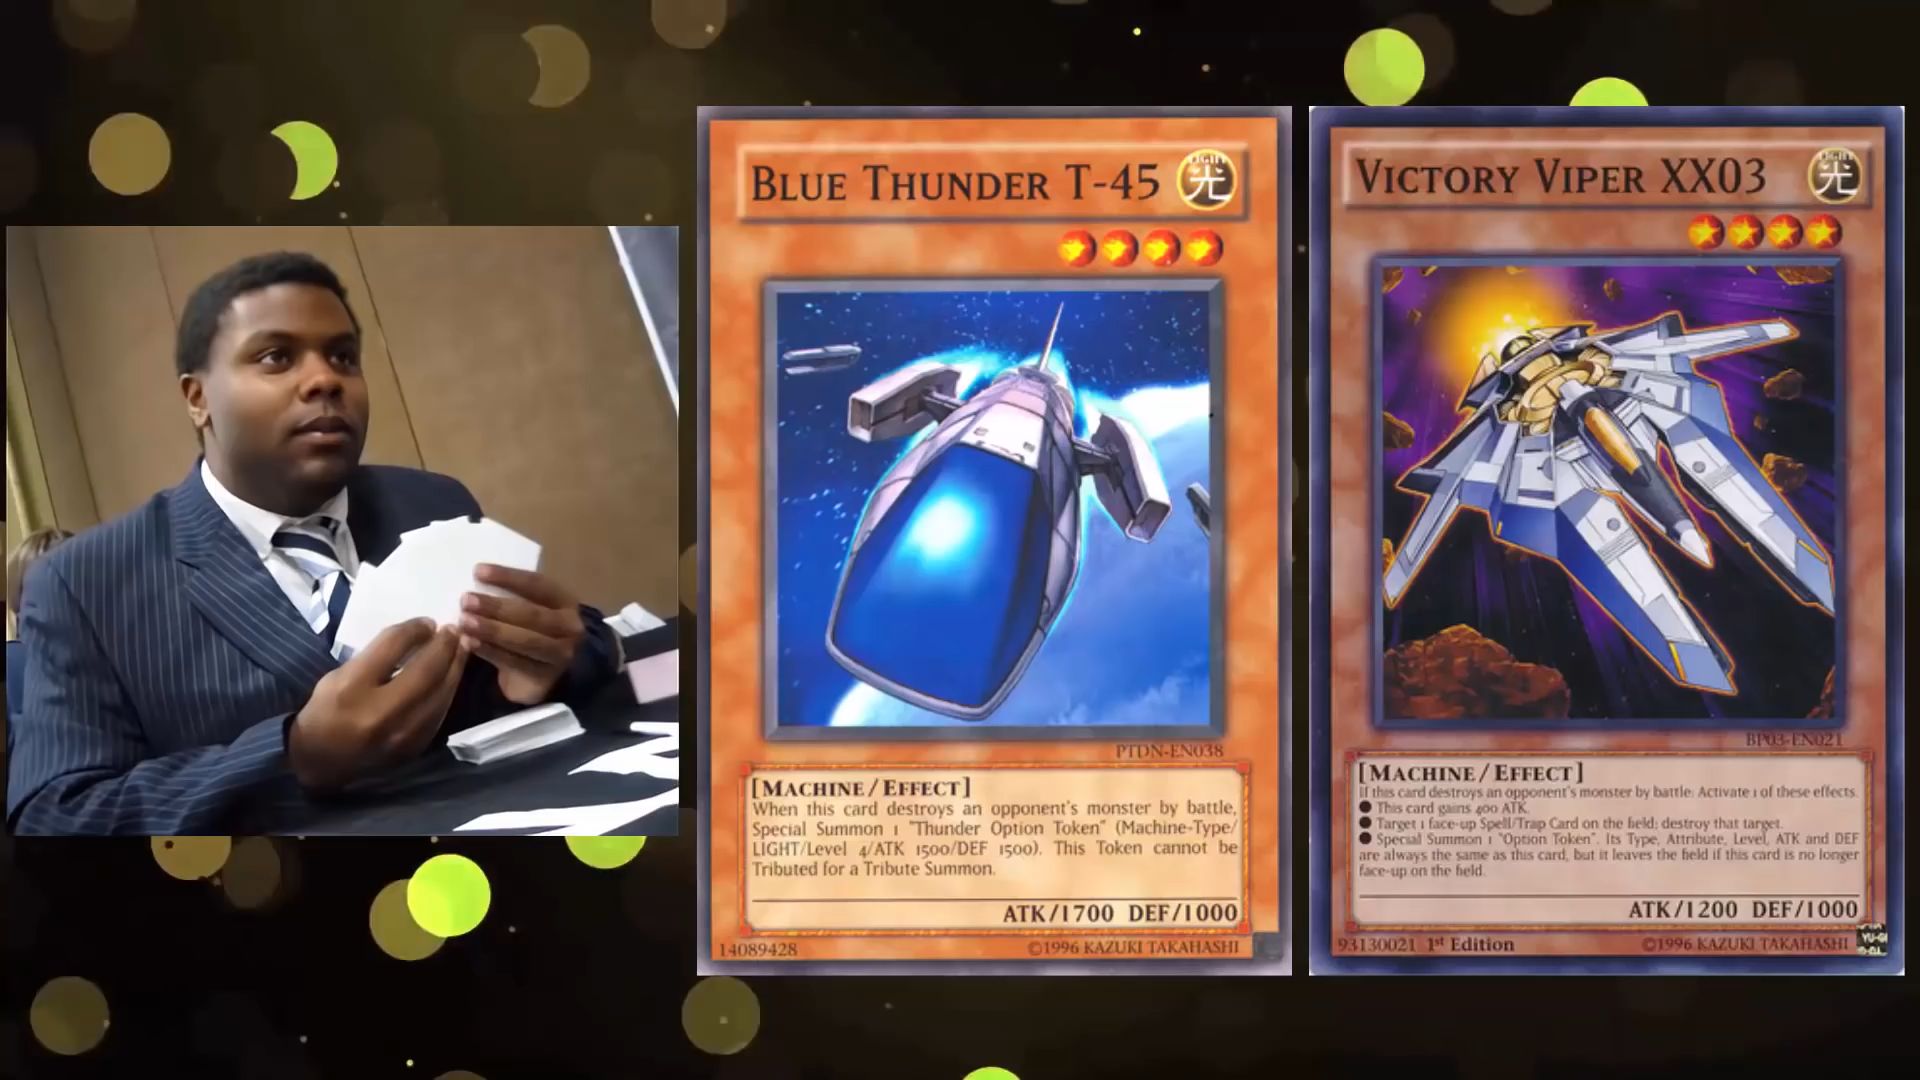 BLUE THUNDER T-45
LIGHT
光
PTDN-EN038
[MACHINE/EFFECT]
When this card destroys an opponent's monster by battle,
Special Summon 1 "Thunder Option Token" (Machine-Type/
LIGHT/Level 4/ATK 1500/DEF 1500). This Token cannot be
Tributed for a Tribute Summon.
ATK/1700 DEF/1000
14089428
©1996 KAZUKI TAKAHASHI
VICTORY VIPER XX03
LIGHT
光
BP03-EN021
[MACHINE/EFFECT]
If this card destroys an opponent's monster by battle: Activate 1 of these effects.
● This card gains 400 ATK.
● Target 1 face-up Spell/Trap Card on the field; destroy that target.
● Special Summon 1 "Option Token". Its Type, Attribute, Level, ATK and DEF
are always the same as this card, but it leaves the field if this card is no longer
face-up on the field.
ATK/1200 DEF/1000
93130021 1st Edition
©1996 KAZUKI TAKAHASHI